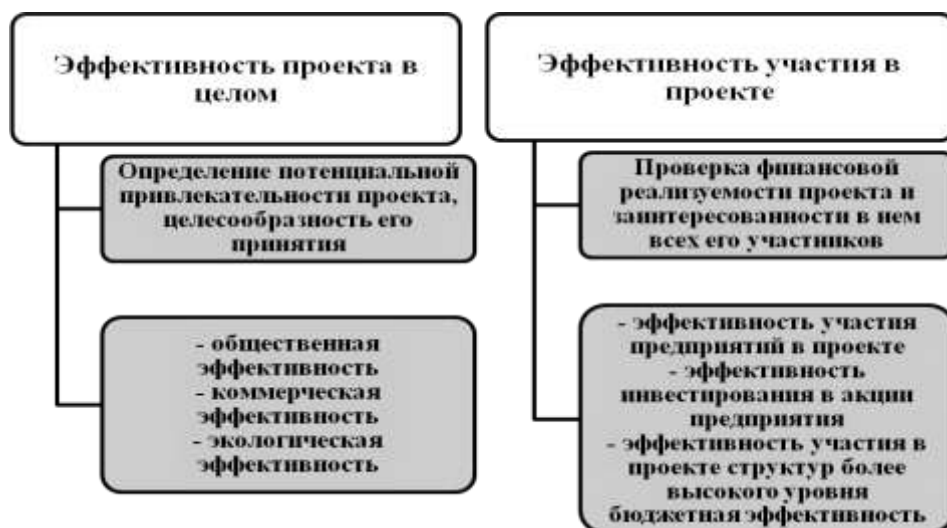 Эффективность проекта в
целом
Определение потенциальной
привлекательности проекта,
целесообразность его
принятия
- общественная
эффективность
- коммерческая
эффективность
- экологическая
эффективность
Эффективность участия в
проекте
Проверка финансовой
реализуемости проекта и
заинтересованности в нем
всех его участников
- эффективность участия
предприятий в проекте
- эффективность
инвестирования в акции
предприятия
- эффективность участия в
проекте структур более
высокого уровня
бюджетная эффективность